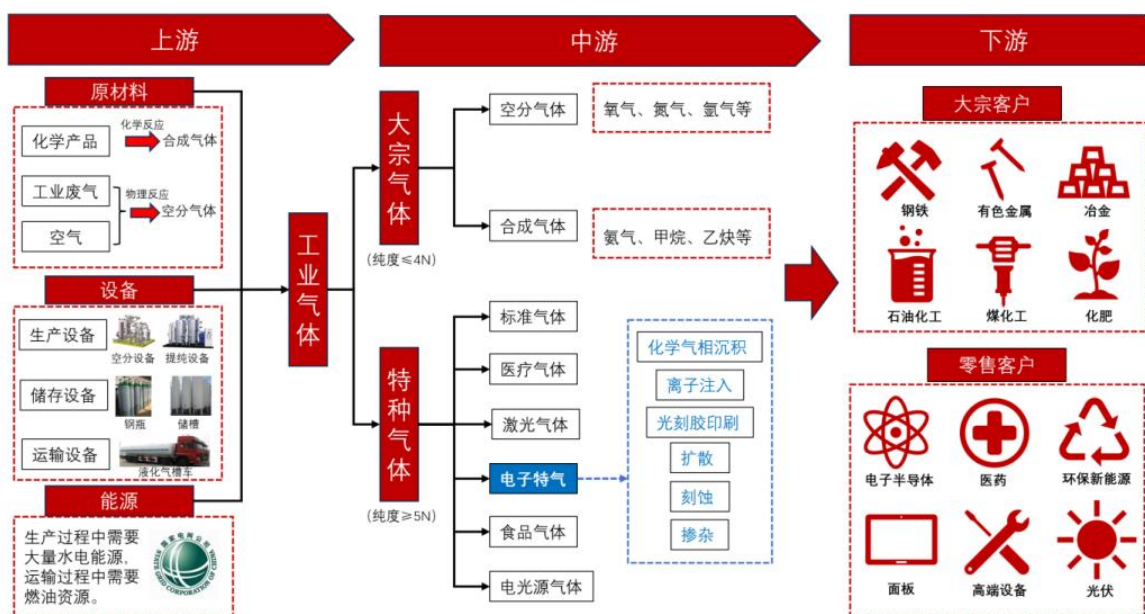 上游
中游
下游
原材料
化学产品
化学反应
合成气体
工业废气
物理反应
空分气体
空气
设备
生产设备
空分设备
提纯设备
储存设备
钢瓶
储槽
运输设备
液化气槽车
能源
生产过程中需要
大量水电能源,
运输过程中需要
燃油资源。
国家电网公司
STATE GRID CORPORATION OF CHINA
工业气体
大宗气体
(纯度≤4N)
空分气体
氧气、氮气、氩气等
合成气体
氨气、甲烷、乙炔等
特种气体
(纯度≥5N)
标准气体
医疗气体
激光气体
电子特气
食品气体
电光源气体
化学气相沉积
离子注入
光刻胶印刷
扩散
刻蚀
掺杂
大宗客户
钢铁
有色金属
冶金
石油化工
煤化工
化肥
零售客户
电子半导体
医药
环保新能源
面板
高端设备
光伏